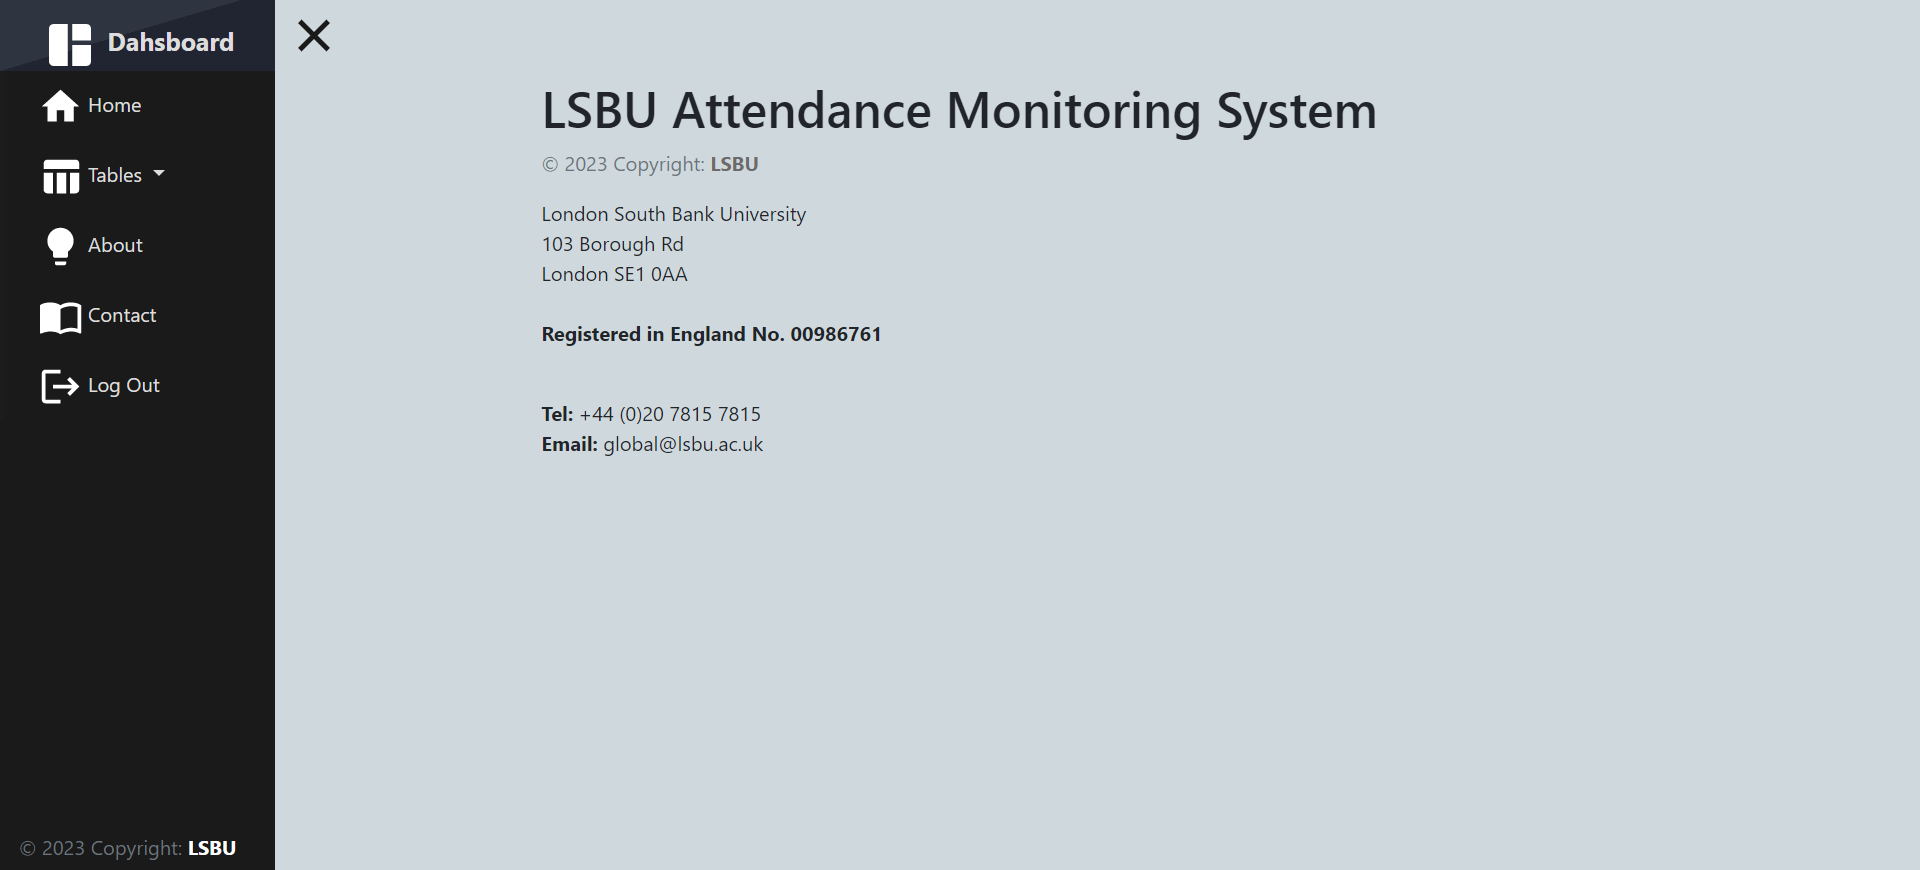 Dahsboard
Home
Tables
About
Contact
Log Out
© 2023 Copyright: LSBU
LSBU Attendance Monitoring System
© 2023 Copyright: LSBU
London South Bank University
103 Borough Rd
London SE1 0AA
Registered in England No. 00986761
Tel: +44 (0)20 7815 7815
Email: global@lsbu.ac.uk